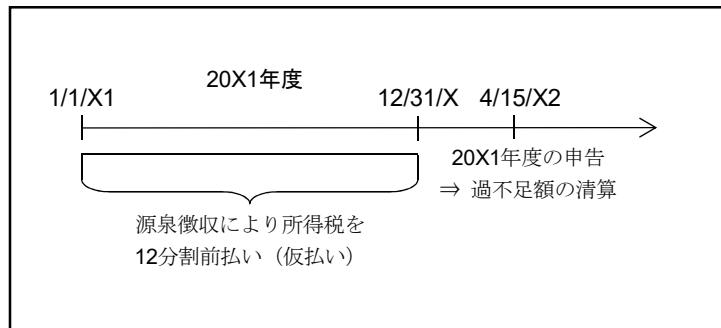 20X1年度
1/1/X1
12/31/X
4/15/X2
20X1年度の申告
⇒ 過不足額の清算
源泉徴収により所得税を
12分割前払い（仮払い）